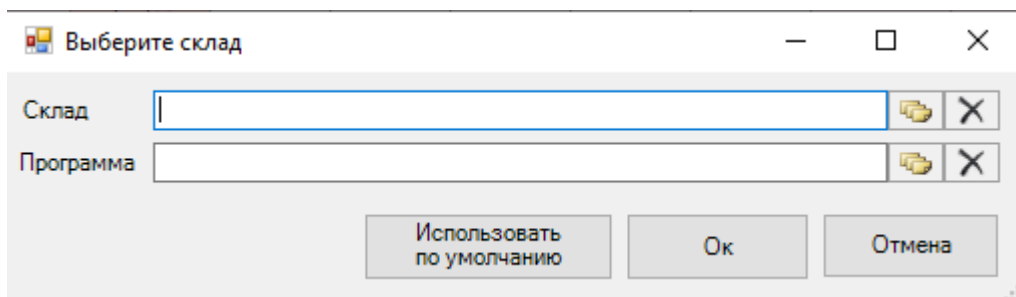 Выберите склад
Склад
Программа
Использовать
по умолчанию
Ок
Отмена